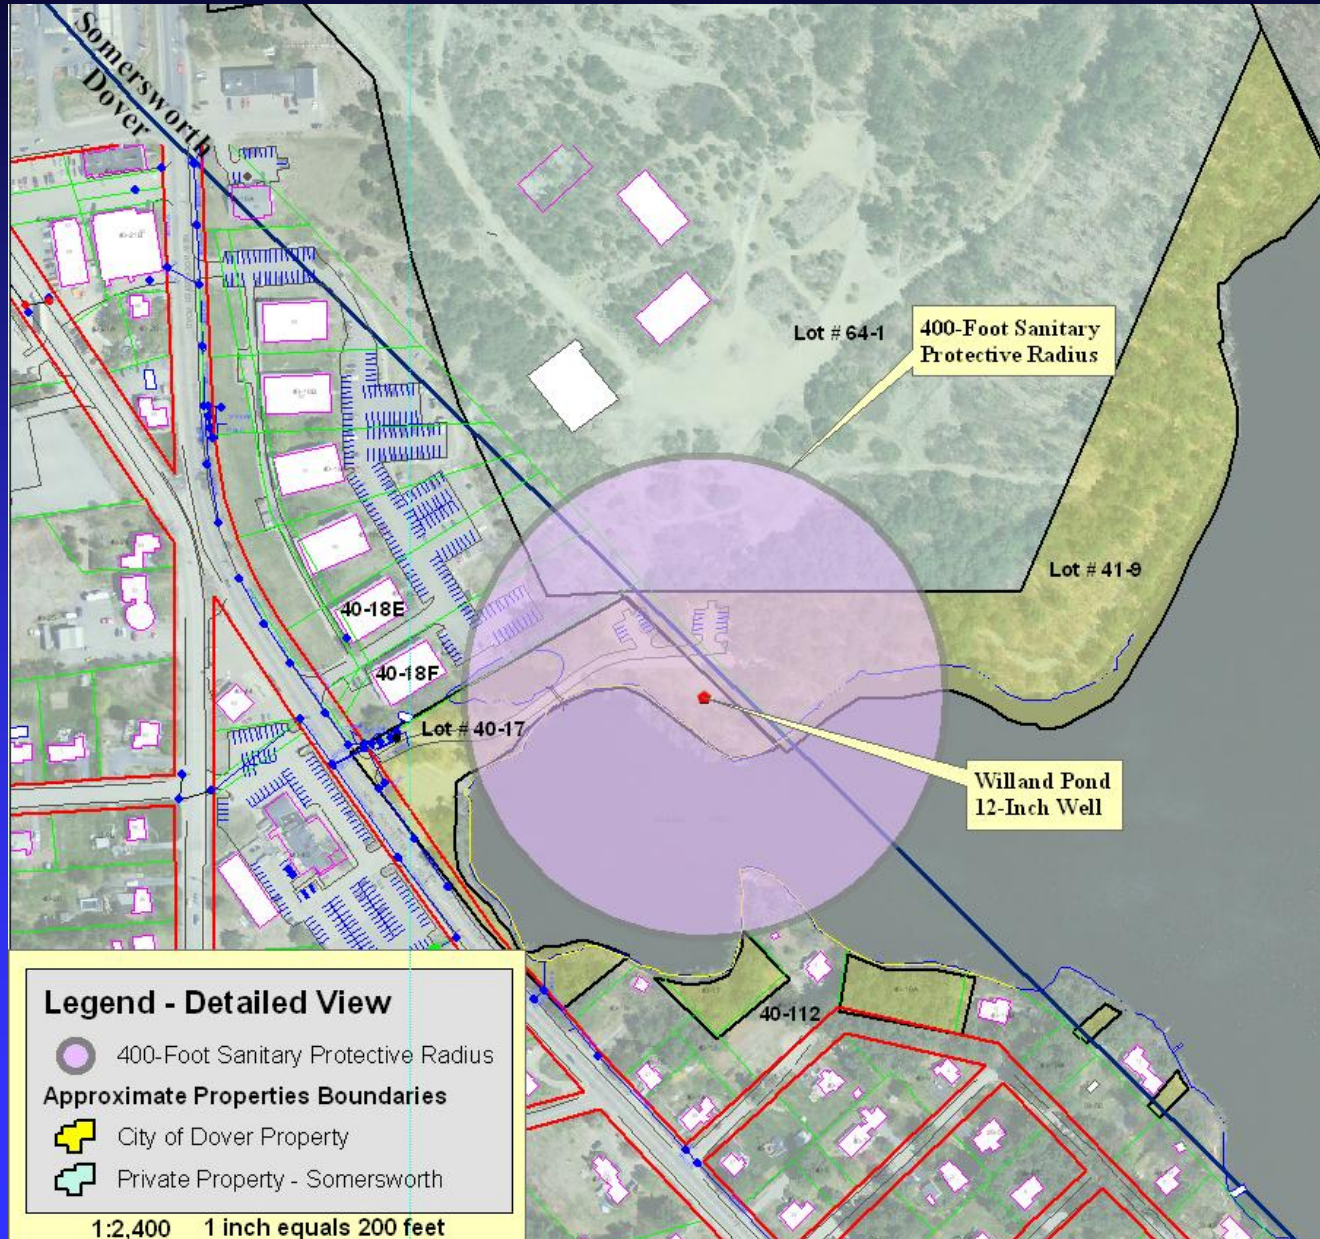 Somersworth
Dover
Lot # 64-1
400-Foot Sanitary
Protective Radius
Lot # 41-9
40-18E
40-18F
Lot # 40-17
Willand Pond
12-Inch Well
40-112
Legend - Detailed View
400-Foot Sanitary Protective Radius
Approximate Properties Boundaries
City of Dover Property
Private Property - Somersworth
1:2,400 1 inch equals 200 feet